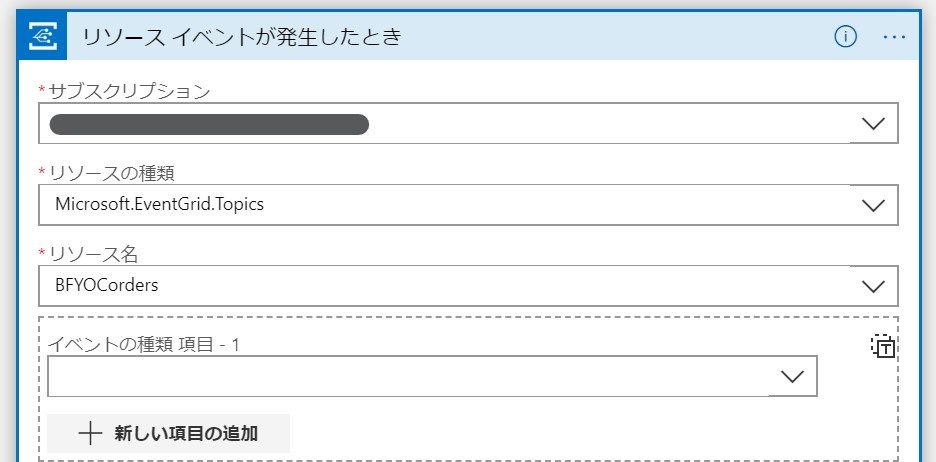 リソース イベントが発生したとき
*サブスクリプション
*リソースの種類
Microsoft.EventGrid.Topics
*リソース名
BFYOCorders
イベントの種類 項目 - 1
新しい項目の追加